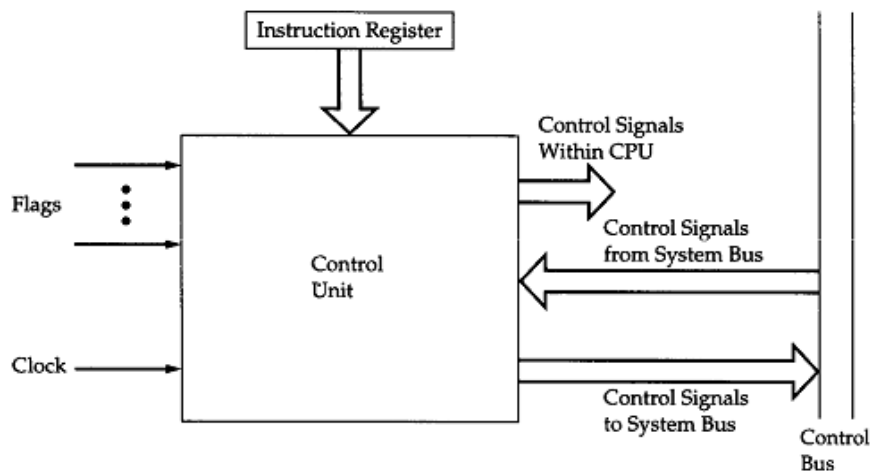 Instruction Register
Control Signals
Within CPU
Flags
Control Signals
from System Bus
Control
Unit
Clock
Control Signals
to System Bus
Control
Bus